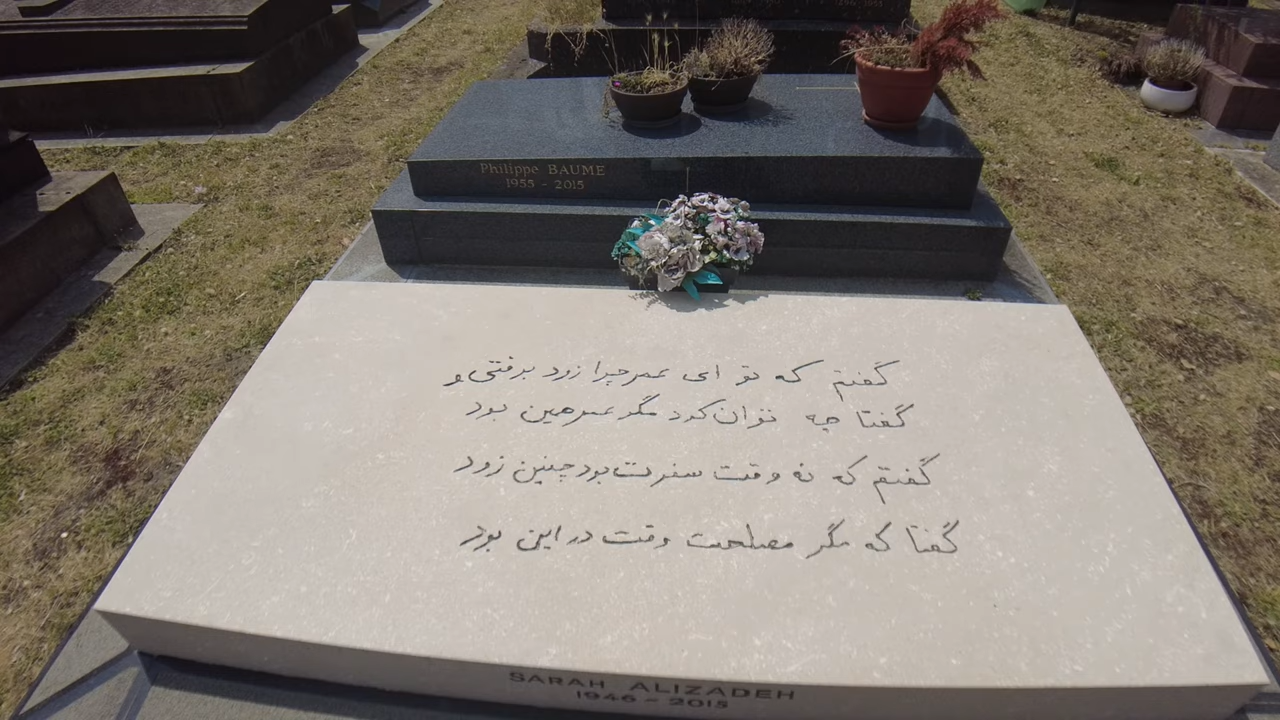 Philippe BAUME
1955 - 2015
گفتم که تو ای عمر چرا زود برفتی و
گفتا چه توان کرد مگر عمر همین بود
گفتم که نه وقت سفرت بود چنین زود
گفتا که مگر مصلحت وقت در این بود
SARAH ALIZADEH
1946 - 2015